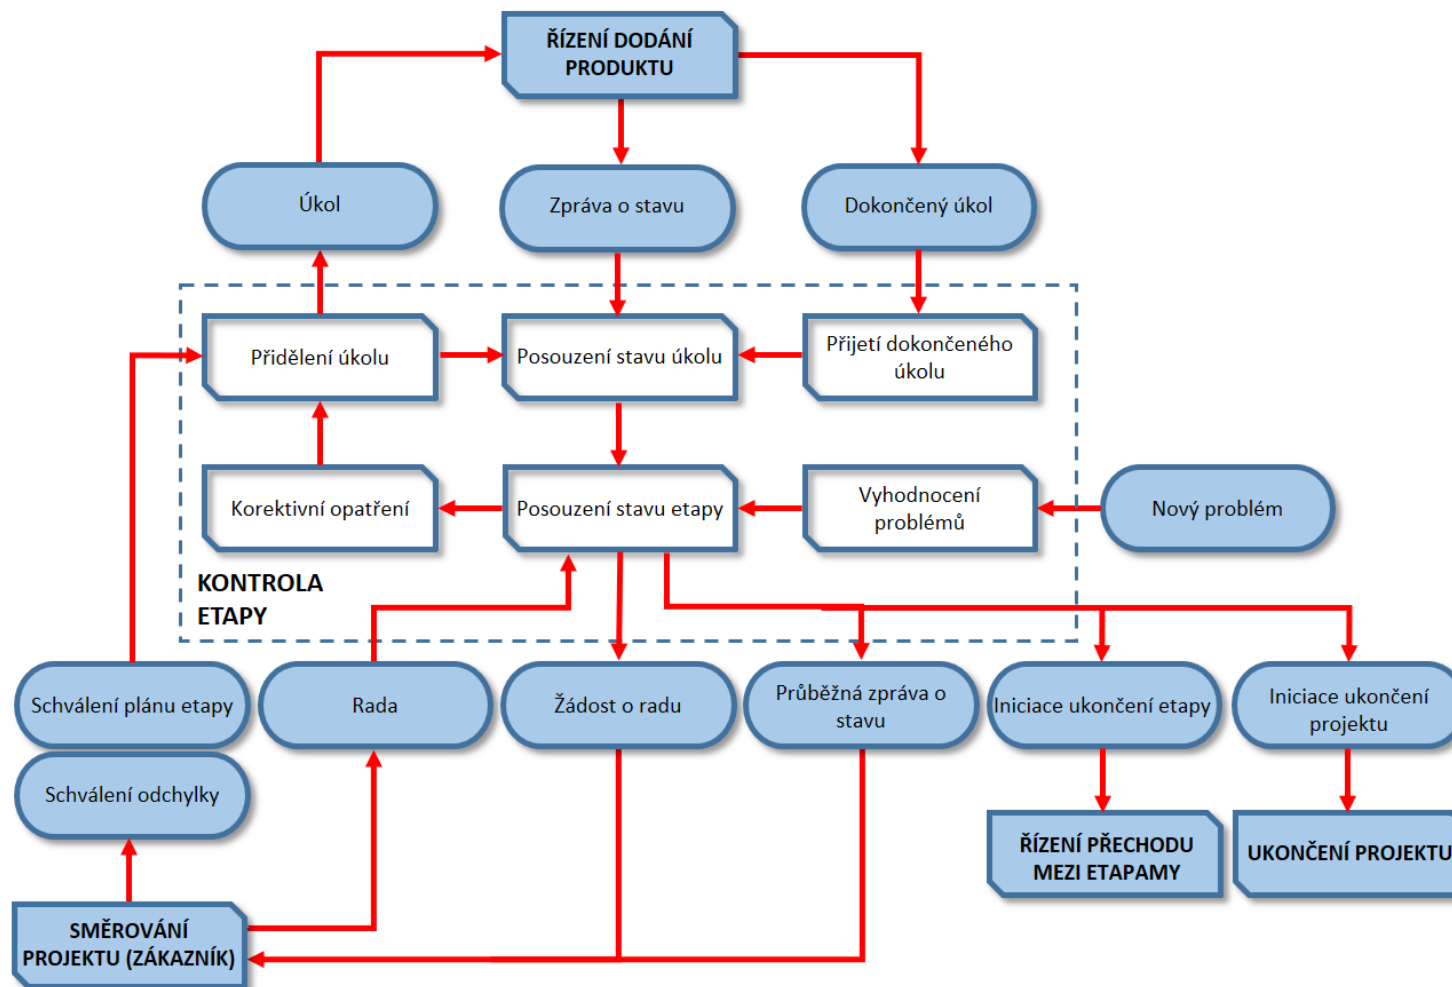 ŘÍZENÍ DODÁNÍ
PRODUKTU
Úkol
Zpráva o stavu
Dokončený úkol
Přidělení úkolu
Posouzení stavu úkolu
Přijetí dokončeného
úkolu
Korektivní opatření
Posouzení stavu etapy
Vyhodnocení
problémů
Nový problém
KONTROLA
ETAPY
Schválení plánu etapy
Rada
Žádost o radu
Průběžná zpráva o
stavu
Iniciace ukončení etapy
Iniciace ukončení
projektu
Schválení odchylky
ŘÍZENÍ PŘECHODU
MEZI ETAPAMY
UKONČENÍ PROJEKTU
SMĚROVÁNÍ
PROJEKTU (ZÁKAZNÍK)